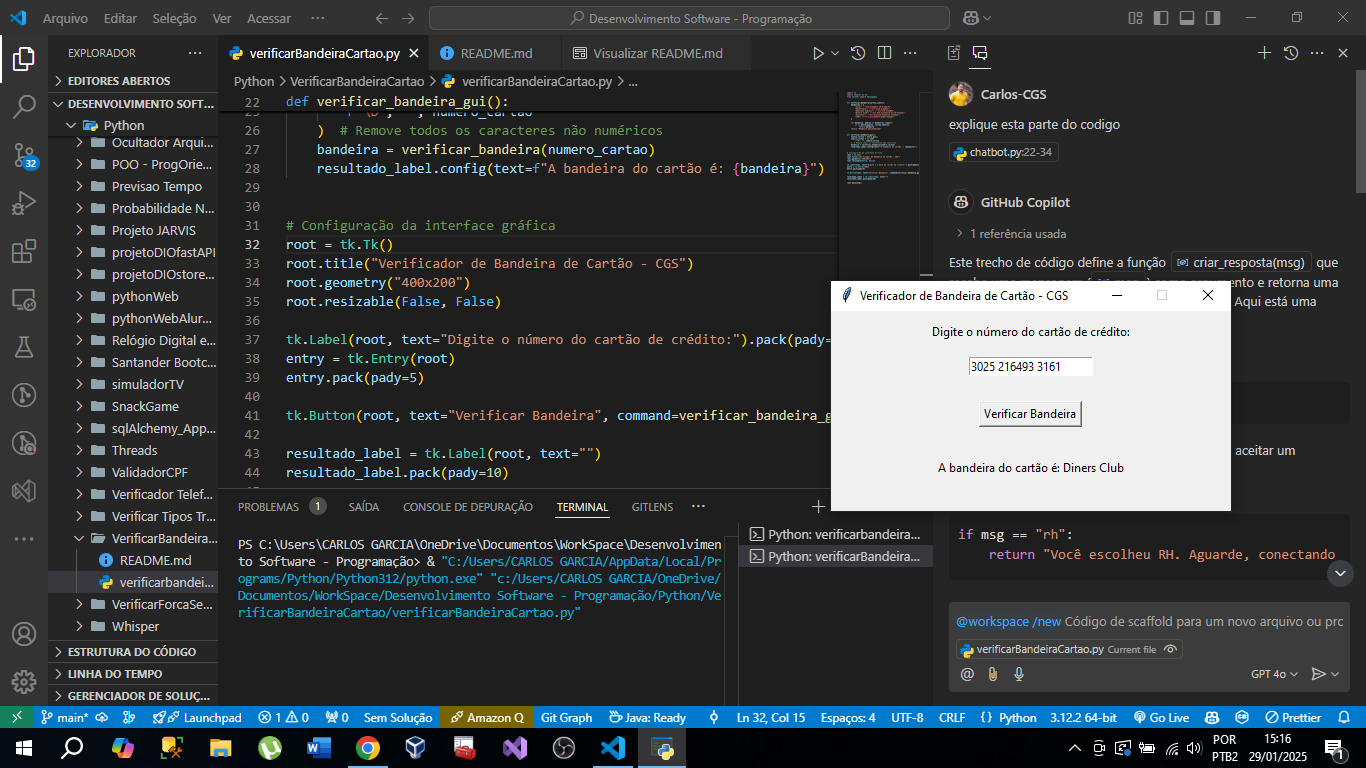 Arquivo Editar Seleção Ver Acessar ···
Desenvolvimento Software - Programação
EXPLORADOR ···
EDITORES ABERTOS
DESENVOLVIMENTO SOFT...
Python
Ocultador Arqui...
POO - ProgOrie...
Previsao Tempo
Probabilidade N...
Projeto JARVIS
projetoDIOfastAPI
projetoDIOstore...
pythonWeb
pythonWebAlur...
Relógio Digital e...
Santander Bootc...
simuladorTV
SnackGame
sqlAlchemy_App...
Threads
ValidadorCPF
Verificador Telef...
Verificar Tipos Tr...
VerificarBandeira...
README.md
verificarbandei...
VerificarForcaSe...
Whisper
ESTRUTURA DO CÓDIGO
LINHA DO TEMPO
GERENCIADOR DE SOLUÇ...
32
verificarBandeiraCartao.py README.md Visualizar README.md
Python > VerificarBandeiraCartao > verificarBandeiraCartao.py > ...
22 def verificar_bandeira_gui():
26 ) # Remove todos os caracteres não numéricos
27 bandeira = verificar_bandeira(numero_cartao)
28 resultado_label.config(text=f"A bandeira do cartão é: {bandeira}")
29
30
31 # Configuração da interface gráfica
32 root = tk.Tk()
33 root.title("Verificador de Bandeira de Cartão - CGS")
34 root.geometry("400x200")
35 root.resizable(False, False)
36
37 tk.Label(root, text="Digite o número do cartão de crédito:").pack(pady=
38 entry = tk.Entry(root)
39 entry.pack(pady=5)
40
41 tk.Button(root, text="Verificar Bandeira", command=verificar_bandeira_g
42
43 resultado_label = tk.Label(root, text="")
44 resultado_label.pack(pady=10)
PROBLEMAS 1 SAÍDA CONSOLE DE DEPURAÇÃO TERMINAL GITLENS ···
PS C:\Users\CARLOS GARCIA\OneDrive\Documentos\WorkSpace\Desenvolvimen
to Software - Programação> & "C:/Users/CARLOS GARCIA/AppData/Local/Pr
ograms/Python/Python312/python.exe" "c:/Users/CARLOS GARCIA/OneDrive/
Documentos/WorkSpace/Desenvolvimento Software - Programação/Python/Ve
rificarBandeiraCartao/verificarBandeiraCartao.py"
Python: verificarbandeira...
Python: verificarBandeira...
Carlos-CGS
explique esta parte do codigo
chatbot.py:22-34
GitHub Copilot
1 referência usada
Este trecho de código define a função criar_resposta(msg) que
Aqui está uma
aceitar um
if msg == "rh":
return "Você escolheu RH. Aguarde, conectando
@workspace /new Código de scaffold para um novo arquivo ou pro
verificarBandeiraCartao.py Current file
GPT 4o
Verificador de Bandeira de Cartão - CGS
Digite o número do cartão de crédito:
3025 216493 3161
Verificar Bandeira
A bandeira do cartão é: Diners Club
main* Launchpad 1 0 0 Sem Solução Amazon Q Git Graph Java: Ready Ln 32, Col 15 Espaços: 4 UTF-8 CRLF Python 3.12.2 64-bit Go Live Prettier
POR
PTB2
15:16
29/01/2025
1